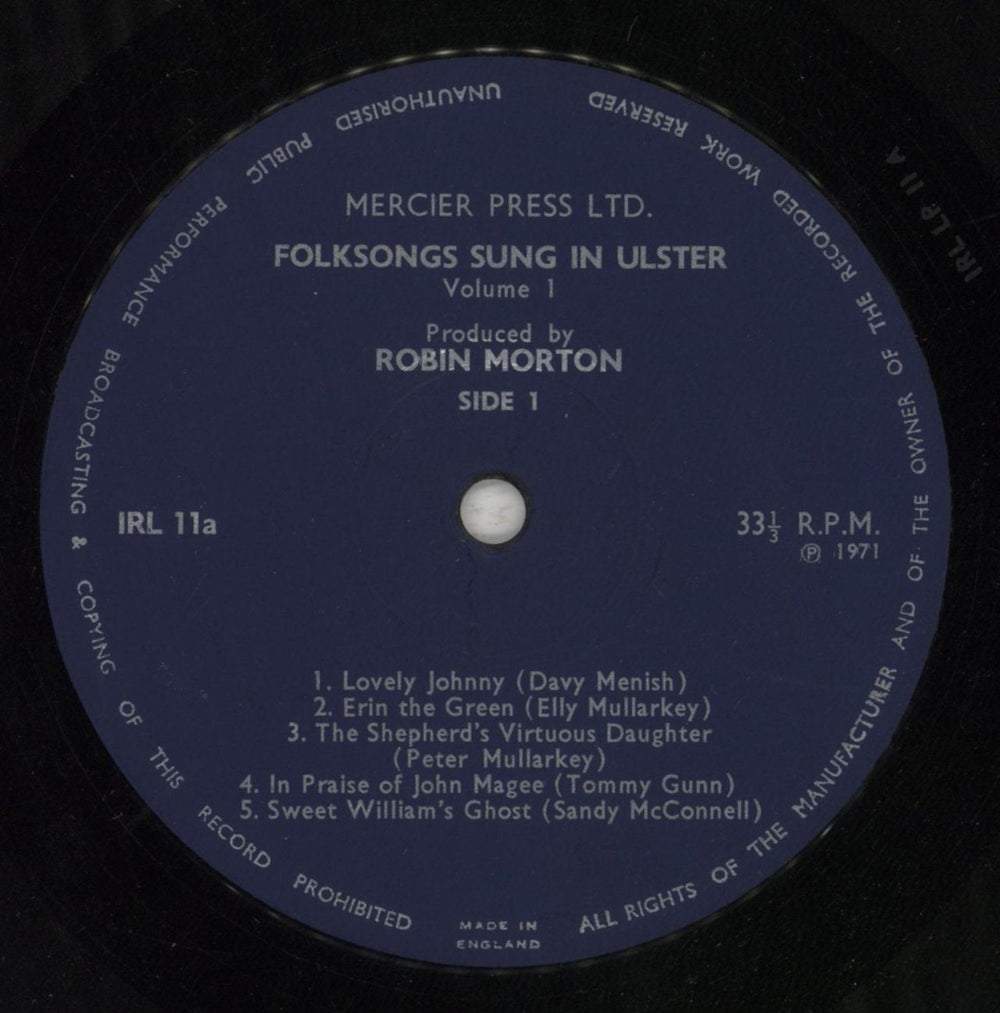 MERCIER PRESS LTD.
FOLKSONGS SUNG IN ULSTER
Volume 1
Produced by
ROBIN MORTON
SIDE 1
IRL 11a
33⅓ R.P.M.
℗ 1971
1. Lovely Johnny (Davy Menish)
2. Erin the Green (Elly Mullarkey)
3. The Shepherd's Virtuous Daughter
(Peter Mullarkey)
4. In Praise of John Magee (Tommy Gunn)
5. Sweet William's Ghost (Sandy McConnell)
MADE IN
ENGLAND
ALL RIGHTS OF THE MANUFACTURER AND OF THE OWNER OF THE RECORDED WORK RESERVED
UNAUTHORISED PUBLIC PERFORMANCE BROADCASTING & COPYING OF THIS RECORD PROHIBITED
IRL LP 11 A